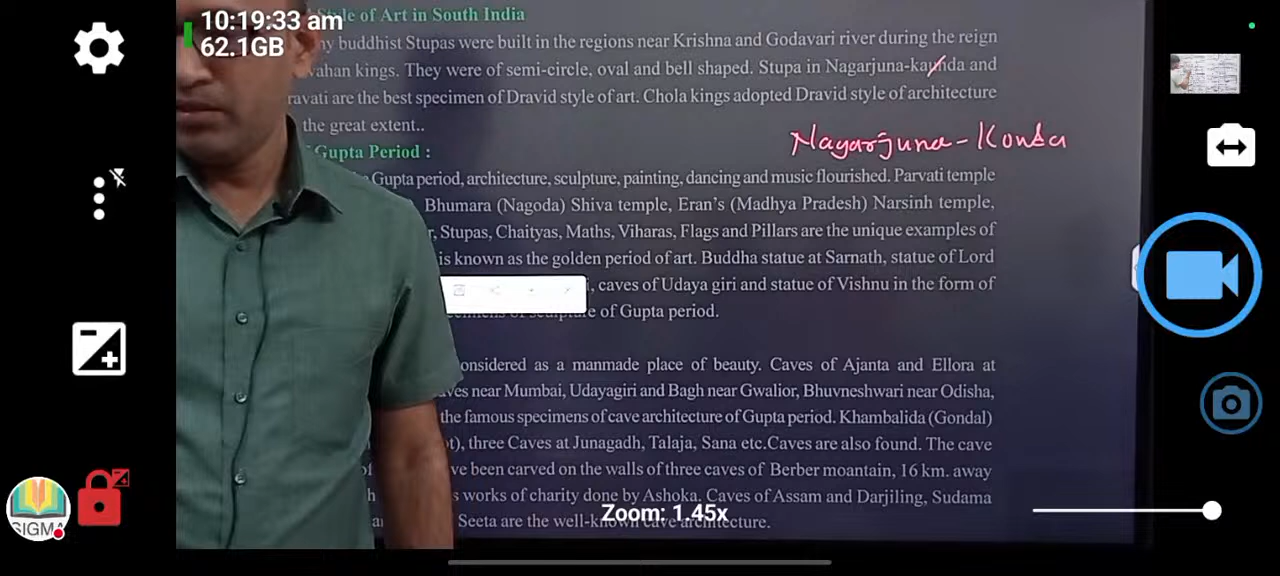 10:19:33 am
62.1GB
Style of Art in South India
buddhist Stupas were built in the regions near Krishna and Godavari river during the reign
kings. They were of semi-circle, oval and bell shaped. Stupa in Nagarjuna-kaunda and
are the best specimen of Dravid style of art. Chola kings adopted Dravid style of architecture
the great extent..
Nagarjuna-Konda
Gupta Period :
Gupta period, architecture, sculpture, painting, dancing and music flourished. Parvati temple
Bhumara (Nagoda) Shiva temple, Eran's (Madhya Pradesh) Narsinh temple,
Stupas, Chaityas, Maths, Viharas, Flags and Pillars are the unique examples of
is known as the golden period of art. Buddha statue at Sarnath, statue of Lord
caves of Udaya giri and statue of Vishnu in the form of
of Gupta period.
considered as a manmade place of beauty. Caves of Ajanta and Ellora at
near Mumbai, Udayagiri and Bagh near Gwalior, Bhuvneshwari near Odisha,
the famous specimens of cave architecture of Gupta period. Khambalida (Gondal)
three Caves at Junagadh, Talaja, Sana etc.Caves are also found. The cave
been carved on the walls of three caves of Berber moantain, 16 km. away
works of charity done by Ashoka. Caves of Assam and Darjiling, Sudama
Seeta are the well-known cave architecture.
Zoom: 1.45x
SIGMA